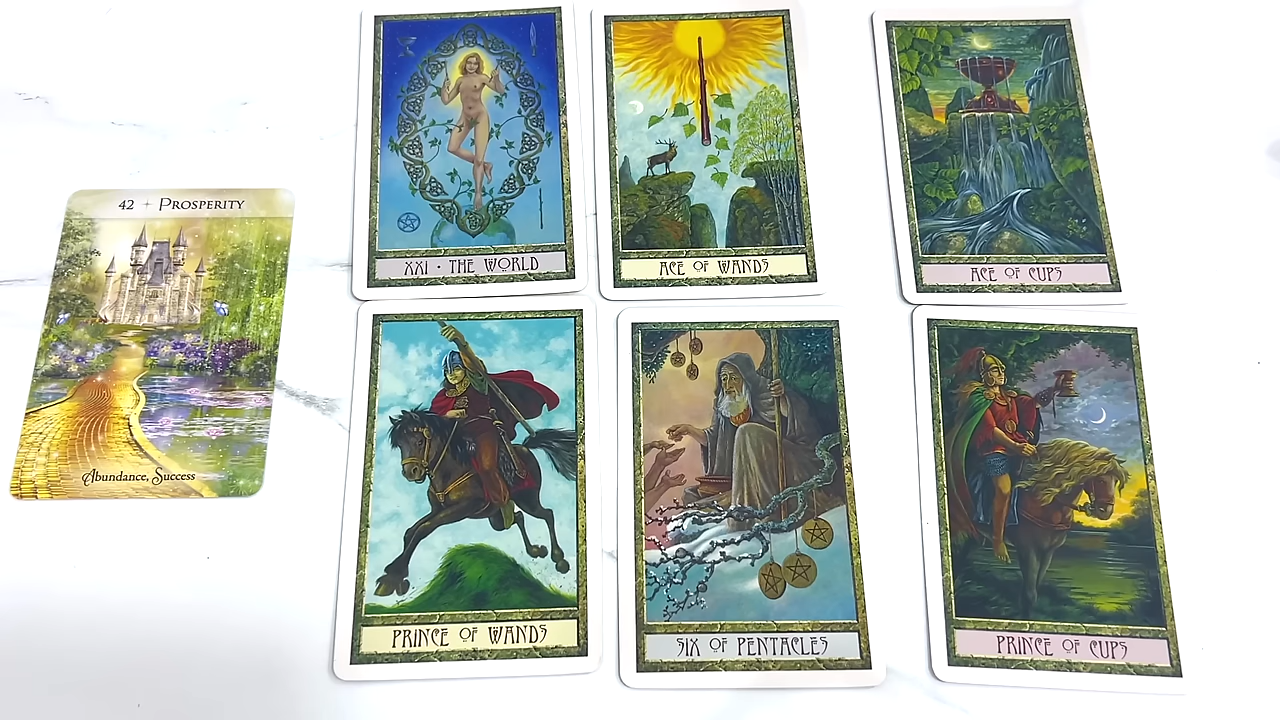 42 ✦ PROSPERITY
Abundance, Success
XXI • THE WORLD
ACE OF WANDS
ACE OF CUPS
PRINCE OF WANDS
SIX OF PENTACLES
PRINCE OF CUPS